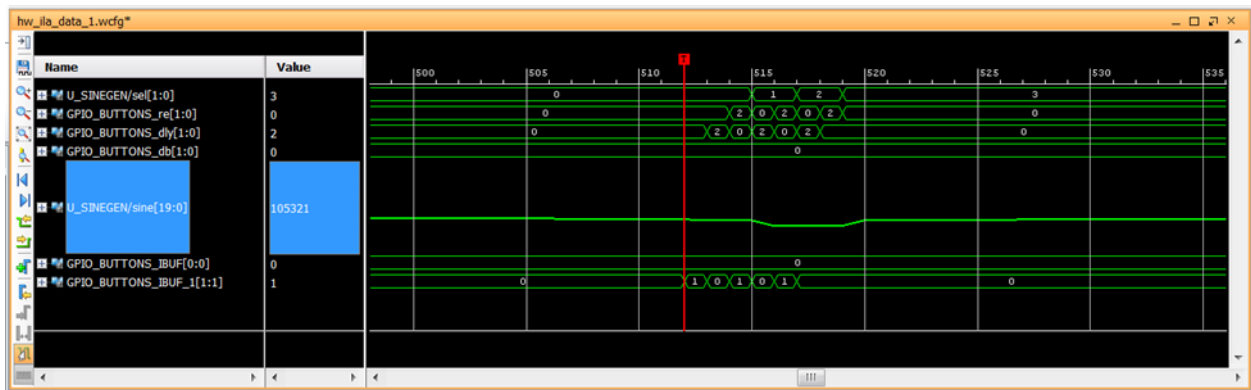 hw_ila_data_1.wcfg*
Name Value
500 505 510 T 515 520 525 530 535
U_SINEGEN/sel[1:0] 3 0 1 2 3
GPIO_BUTTONS_re[1:0] 0 0 2 0 2 0 2 0
GPIO_BUTTONS_dly[1:0] 2 0 2 0 2 0 2 0
GPIO_BUTTONS_db[1:0] 0 0
U_SINEGEN/sine[19:0] 105321
GPIO_BUTTONS_IBUF[0:0] 0 0
GPIO_BUTTONS_IBUF_1[1:1] 1 0 1 0 1 0 1 0